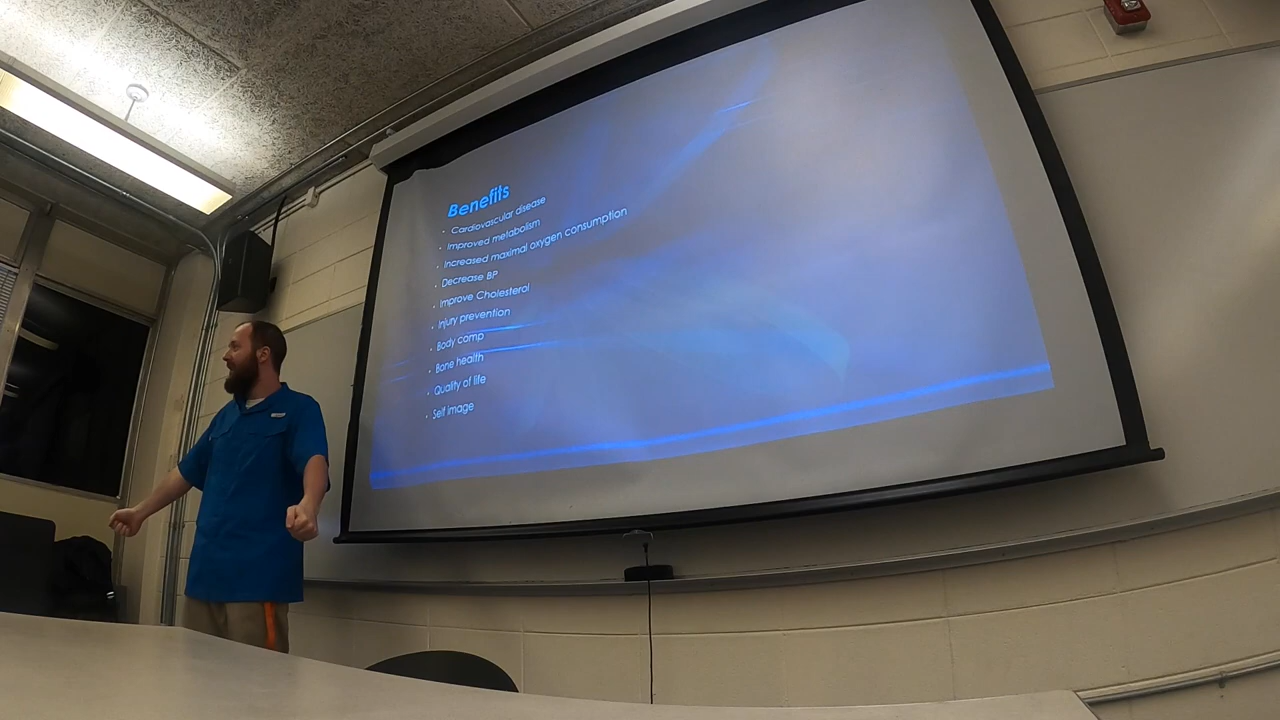 Benefits
Cardiovascular disease
Improved metabolism
Increased maximal oxygen consumption
Decrease BP
Improve Cholesterol
Injury prevention
Body comp
Bone health
Quality of life
Self image